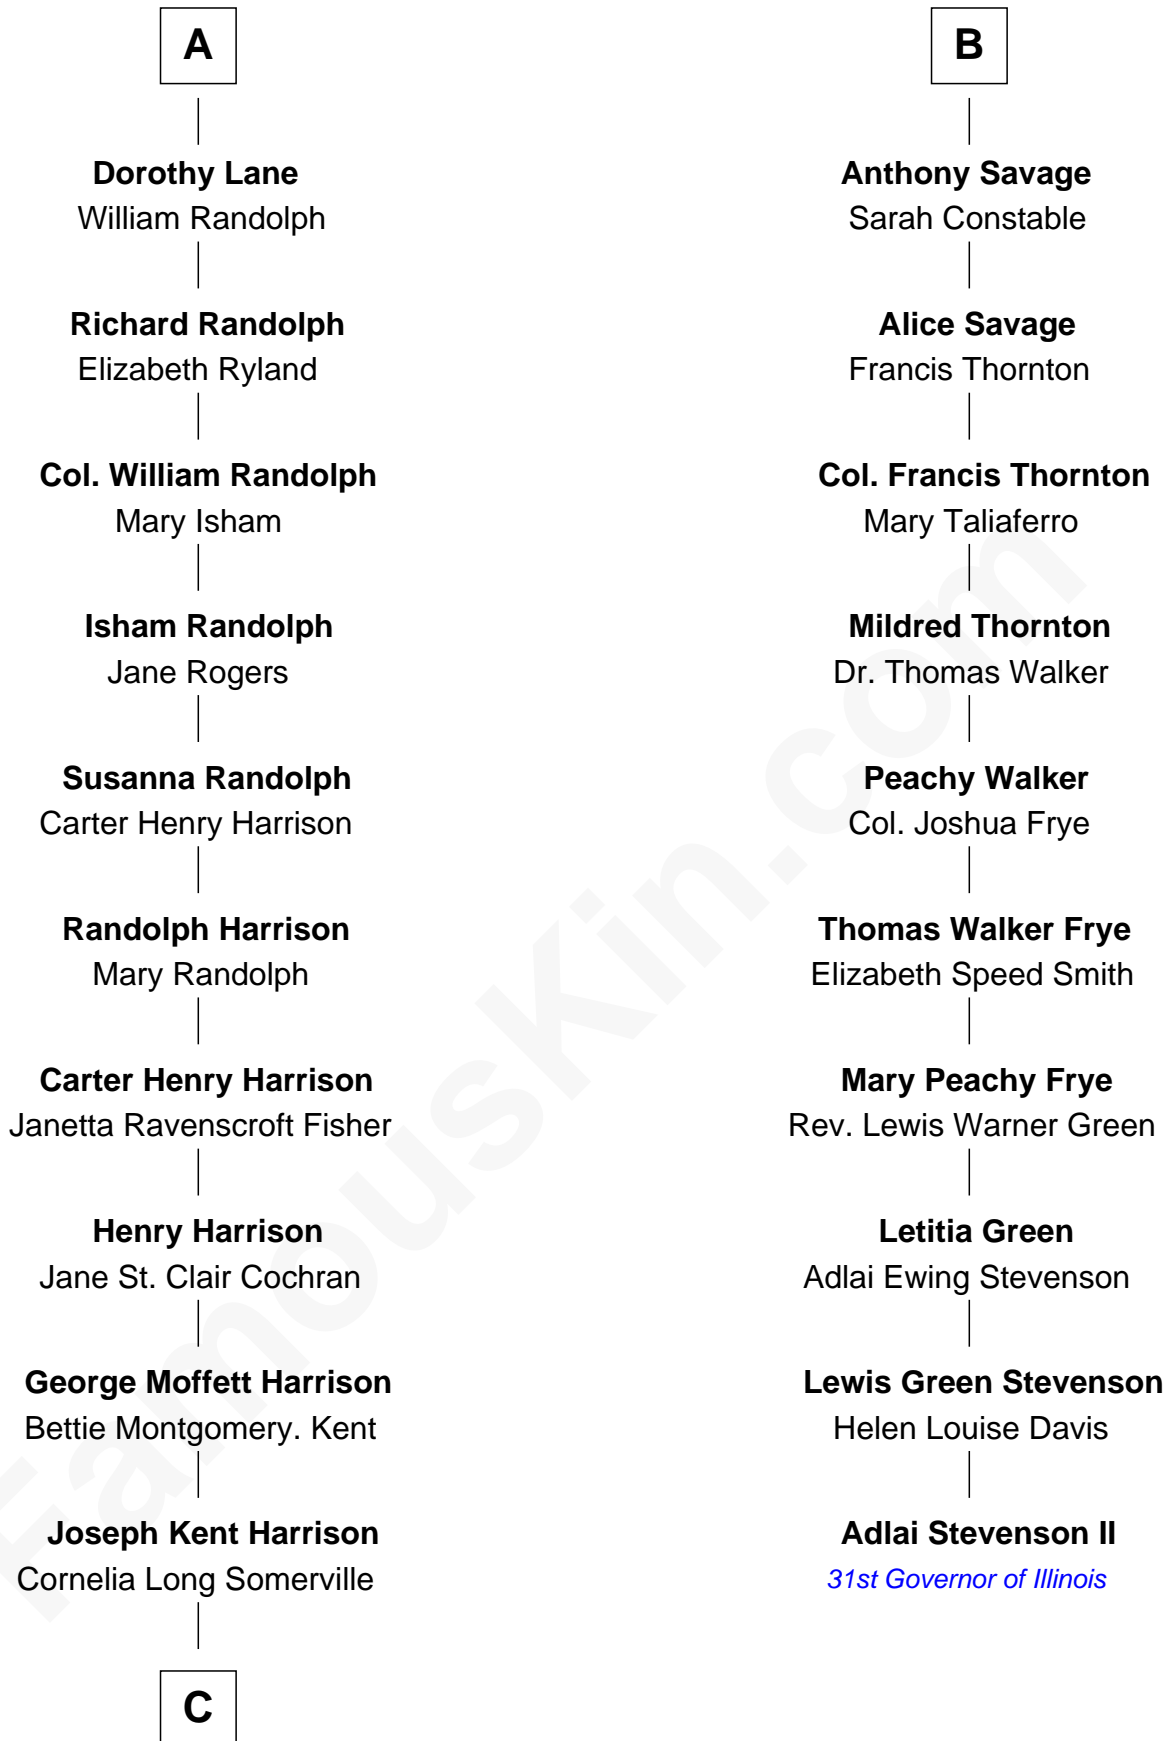 A
Dorothy Lane
William Randolph
Richard Randolph
Elizabeth Ryland
Col. William Randolph
Mary Isham
Isham Randolph
Jane Rogers
Susanna Randolph
Carter Henry Harrison
Randolph Harrison
Mary Randolph
Carter Henry Harrison
Janetta Ravenscroft Fisher
Henry Harrison
Jane St. Clair Cochran
George Moffett Harrison
Bettie Montgomery. Kent
Joseph Kent Harrison
Cornelia Long Somerville
C
B
Anthony Savage
Sarah Constable
Alice Savage
Francis Thornton
Col. Francis Thornton
Mary Taliaferro
Mildred Thornton
Dr. Thomas Walker
Peachy Walker
Col. Joshua Frye
Thomas Walker Frye
Elizabeth Speed Smith
Mary Peachy Frye
Rev. Lewis Warner Green
Letitia Green
Adlai Ewing Stevenson
Lewis Green Stevenson
Helen Louise Davis
Adlai Stevenson II
31st Governor of Illinois
FamousKin.com